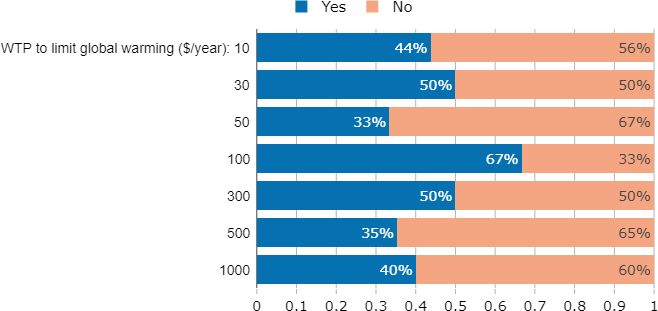 Yes No
WTP to limit global warming ($/year): 10 44% 56%
30 50% 50%
50 33% 67%
100 67% 33%
300 50% 50%
500 35% 65%
1000 40% 60%
0 0.1 0.2 0.3 0.4 0.5 0.6 0.7 0.8 0.9 1